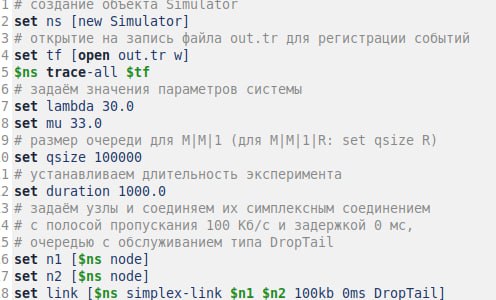 1 # создание объекта Simulator
2 set ns [new Simulator]
3 # открытие на запись файла out.tr для регистрации событий
4 set tf [open out.tr w]
5 $ns trace-all $tf
6 # задаём значения параметров системы
7 set lambda 30.0
8 set mu 33.0
9 # размер очереди для M|M|1 (для M|M|1|R: set qsize R)
0 set qsize 100000
1 # устанавливаем длительность эксперимента
2 set duration 1000.0
3 # задаём узлы и соединяем их симплексным соединением
4 # с полосой пропускания 100 Кб/с и задержкой 0 мс,
5 # очередью с обслуживанием типа DropTail
6 set n1 [$ns node]
7 set n2 [$ns node]
8 set link [$ns simplex-link $n1 $n2 100kb 0ms DropTail]